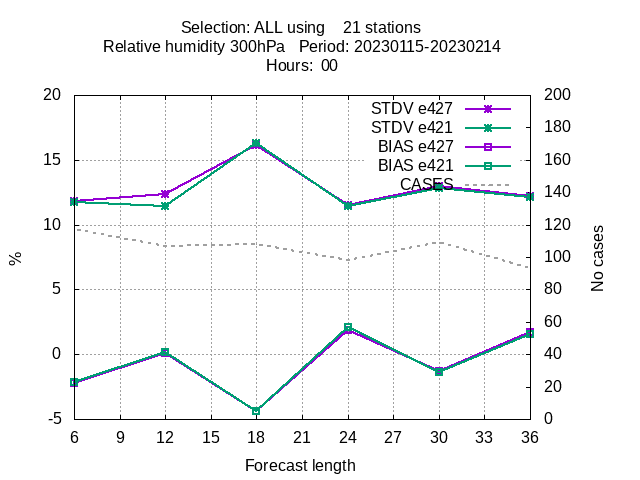 Selection: ALL using    21 stations
Relative humidity 300hPa   Period: 20230115-20230214
Hours:  00
20
15
10
5
0
-5
%
200
180
160
140
120
100
80
60
40
20
0
No cases
STDV e427
STDV e421
BIAS e427
BIAS e421
CASES
6 9 12 15 18 21 24 27 30 33 36
Forecast length